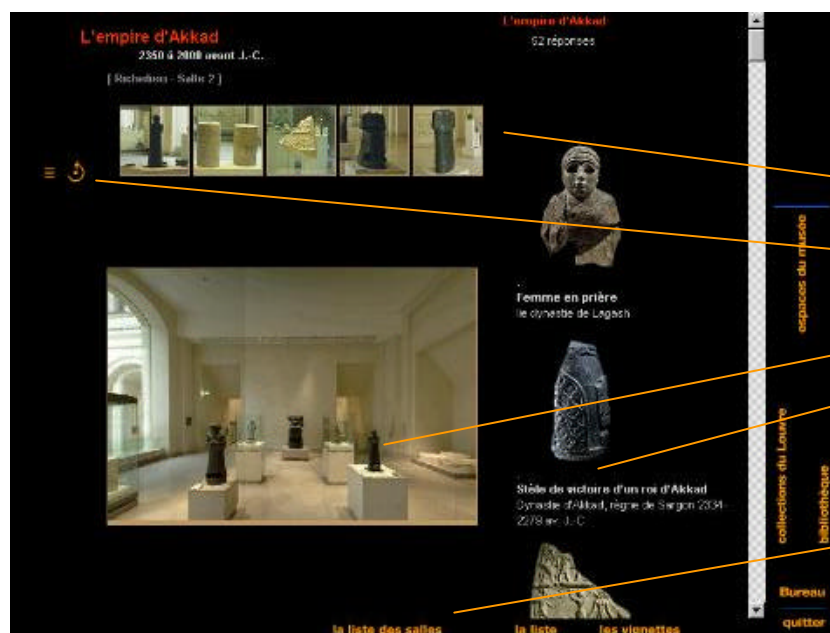 L'empire d'Akkad
2350 à 2000 avant J.-C.
[ Richelieu - Salle 2 ]
L'empire d'Akkad
62 réponses
Femme en prière
IIe dynastie de Lagash
Stèle de victoire d'un roi d'Akkad
Dynastie d'Akkad, règne de Sargon 2334-
2279 av. J.-C
la liste des salles
la liste
les vignettes
espaces du musée
collections du Louvre
bibliothèque
Bureau
quitter